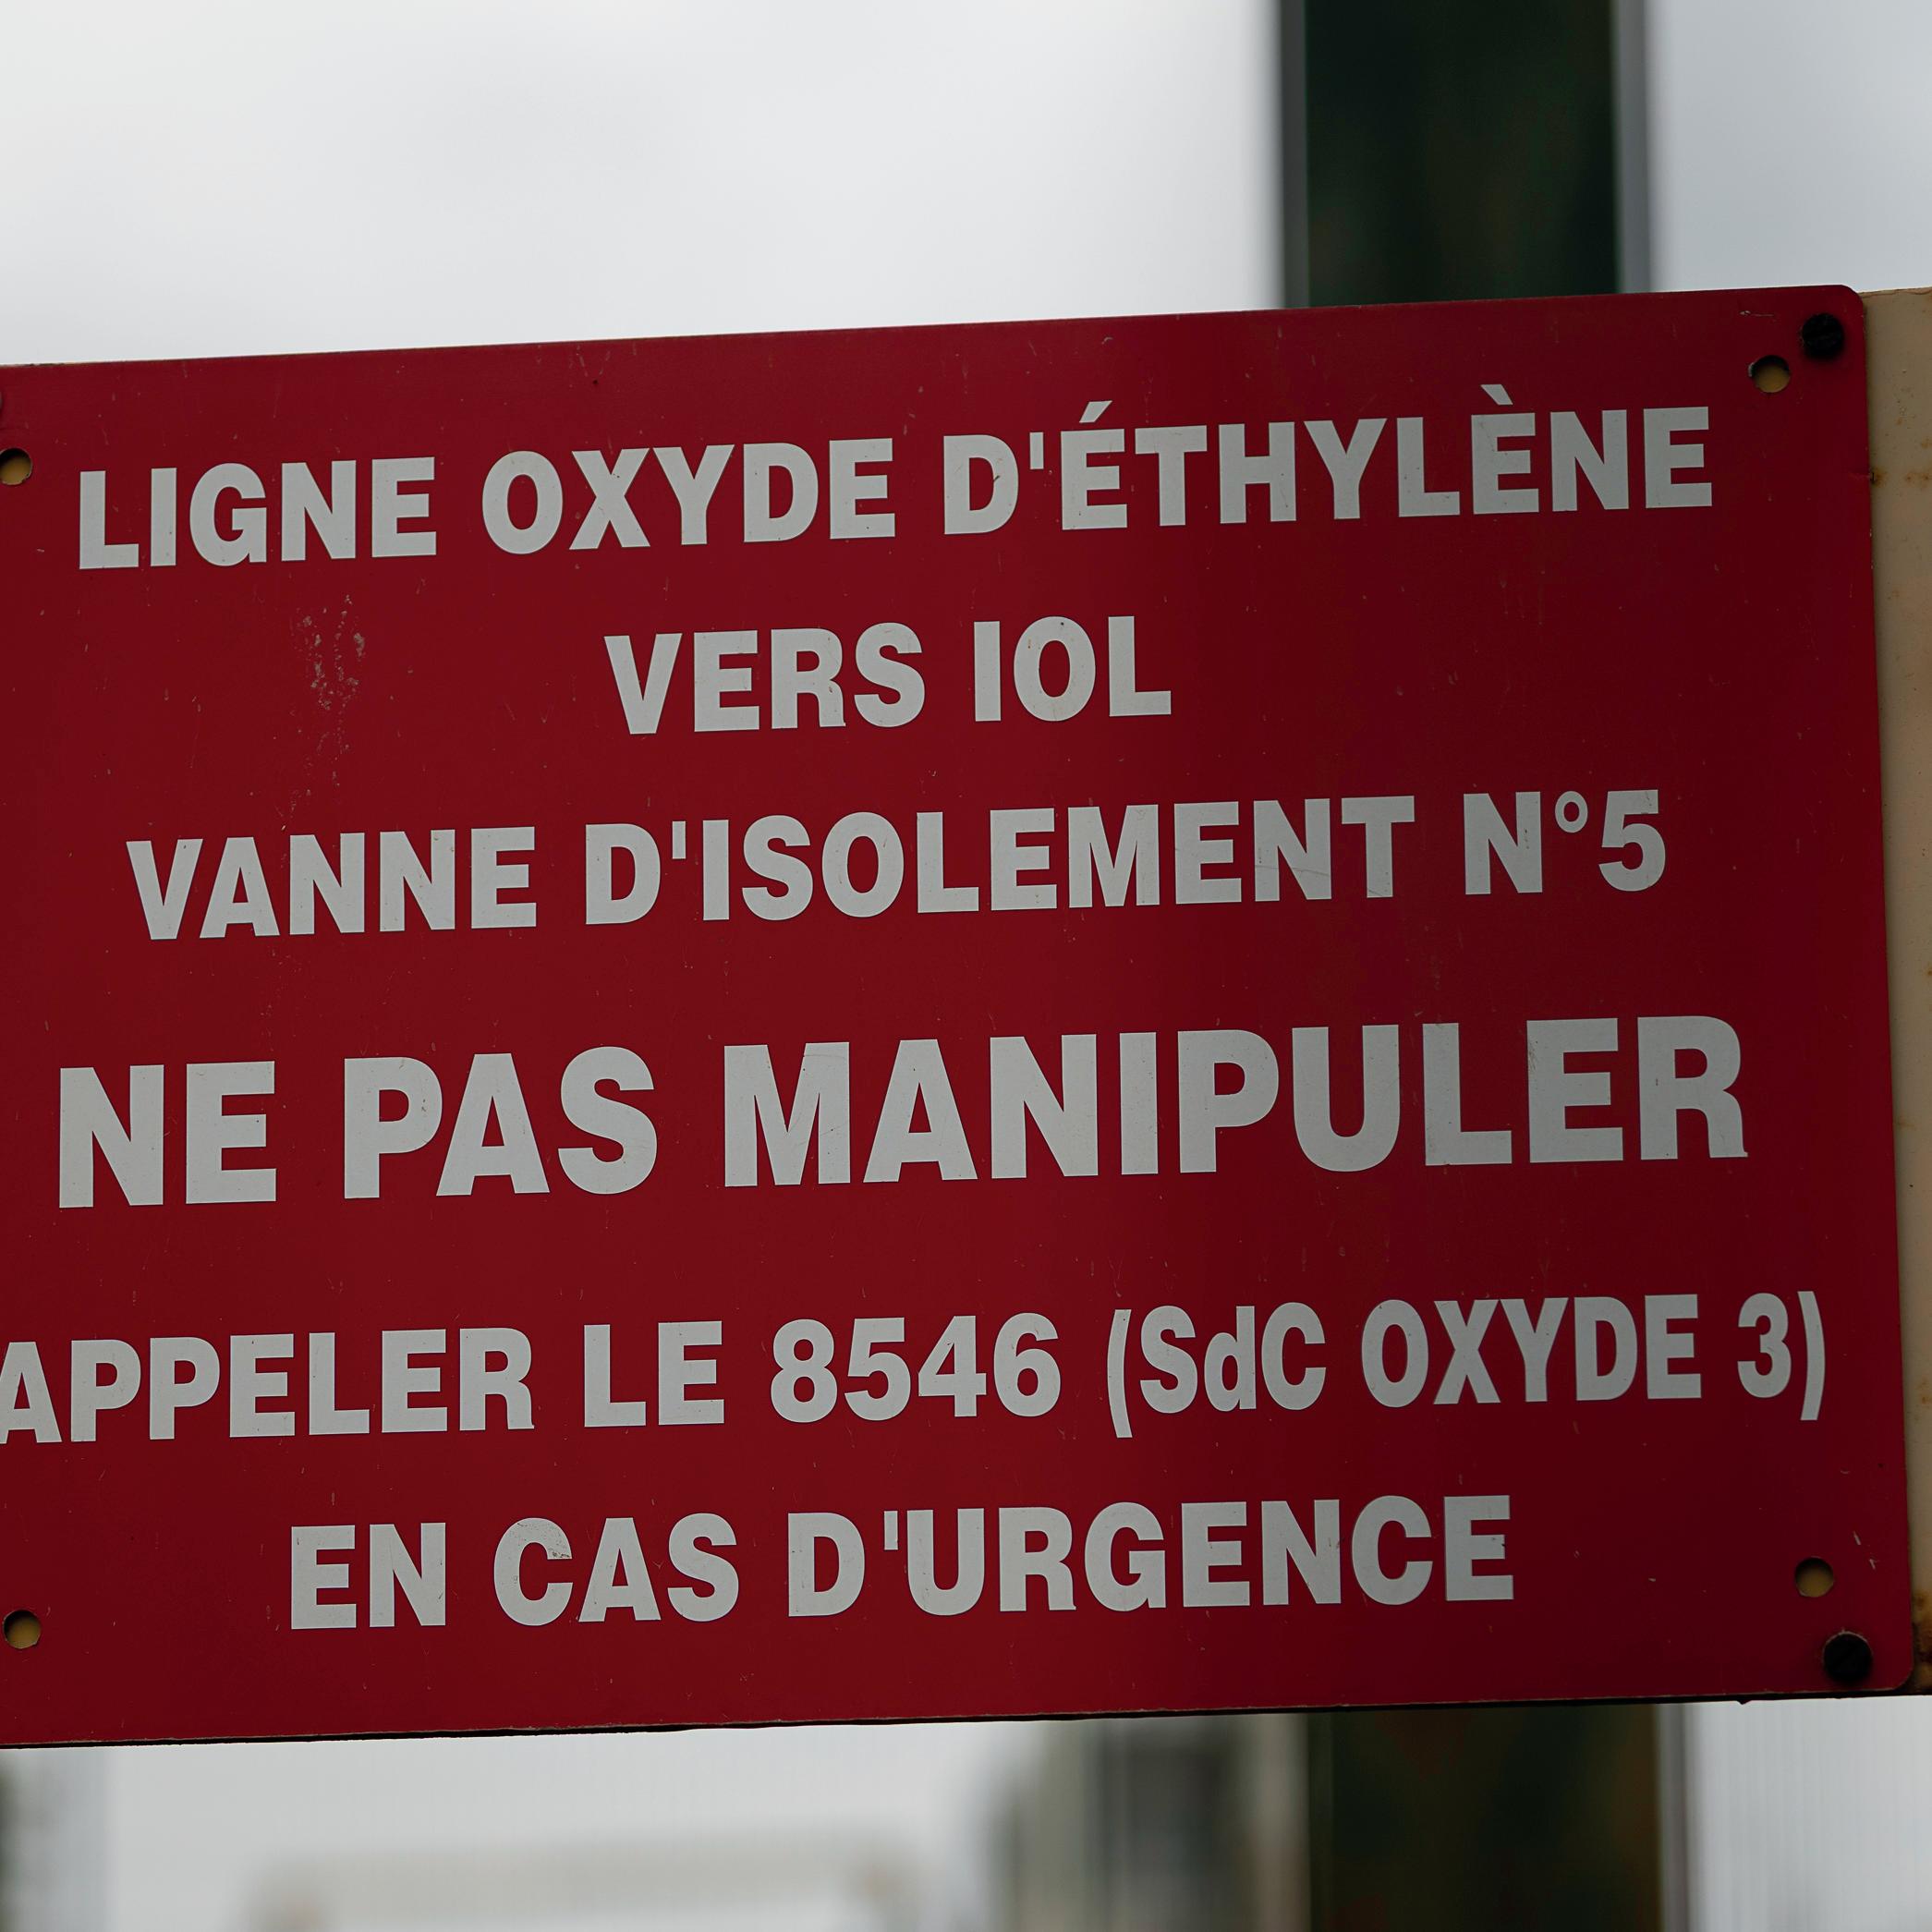 LIGNE OXYDE D'ÉTHYLÈNE
VERS IOL
VANNE D'ISOLEMENT N°5
NE PAS MANIPULER
APPELER LE 8546 (SdC OXYDE 3)
EN CAS D'URGENCE